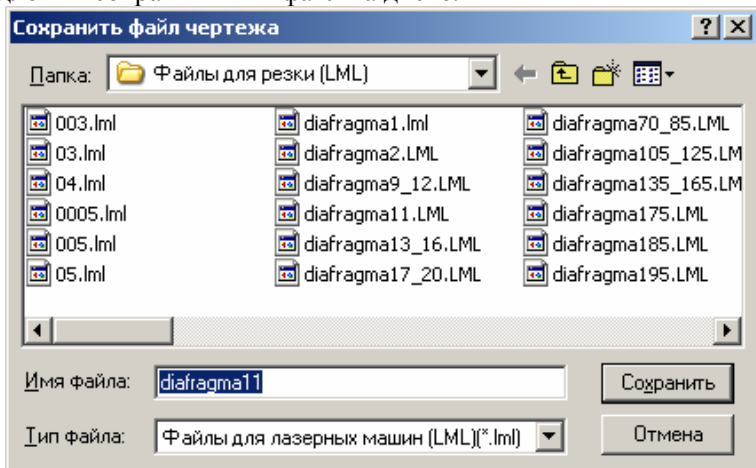 Сохранить файл чертежа
Папка: Файлы для резки (LML)
003.lml diafragma1.lml diafragma70_85.LML
03.lml diafragma2.LML diafragma105_125.LM
04.lml diafragma9_12.LML diafragma135_165.LM
0005.lml diafragma11.LML diafragma175.LML
005.lml diafragma13_16.LML diafragma185.LML
05.lml diafragma17_20.LML diafragma195.LML
Имя файла: diafragma11 Сохранить
Тип файла: Файлы для лазерных машин (LML)(*.lml) Отмена